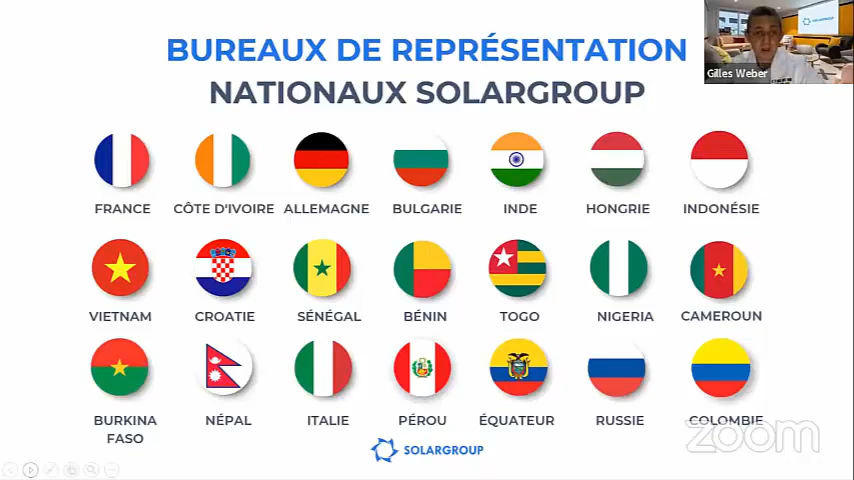 BUREAUX DE REPRÉSENTATION
NATIONAUX SOLARGROUP
SOLARGROUP
Gilles Weber
FRANCE
CÔTE D'IVOIRE
ALLEMAGNE
BULGARIE
INDE
HONGRIE
INDONÉSIE
VIETNAM
CROATIE
SÉNÉGAL
BÉNIN
TOGO
NIGERIA
CAMEROUN
BURKINA
FASO
NÉPAL
ITALIE
PÉROU
ÉQUATEUR
RUSSIE
COLOMBIE
zoom
SOLARGROUP